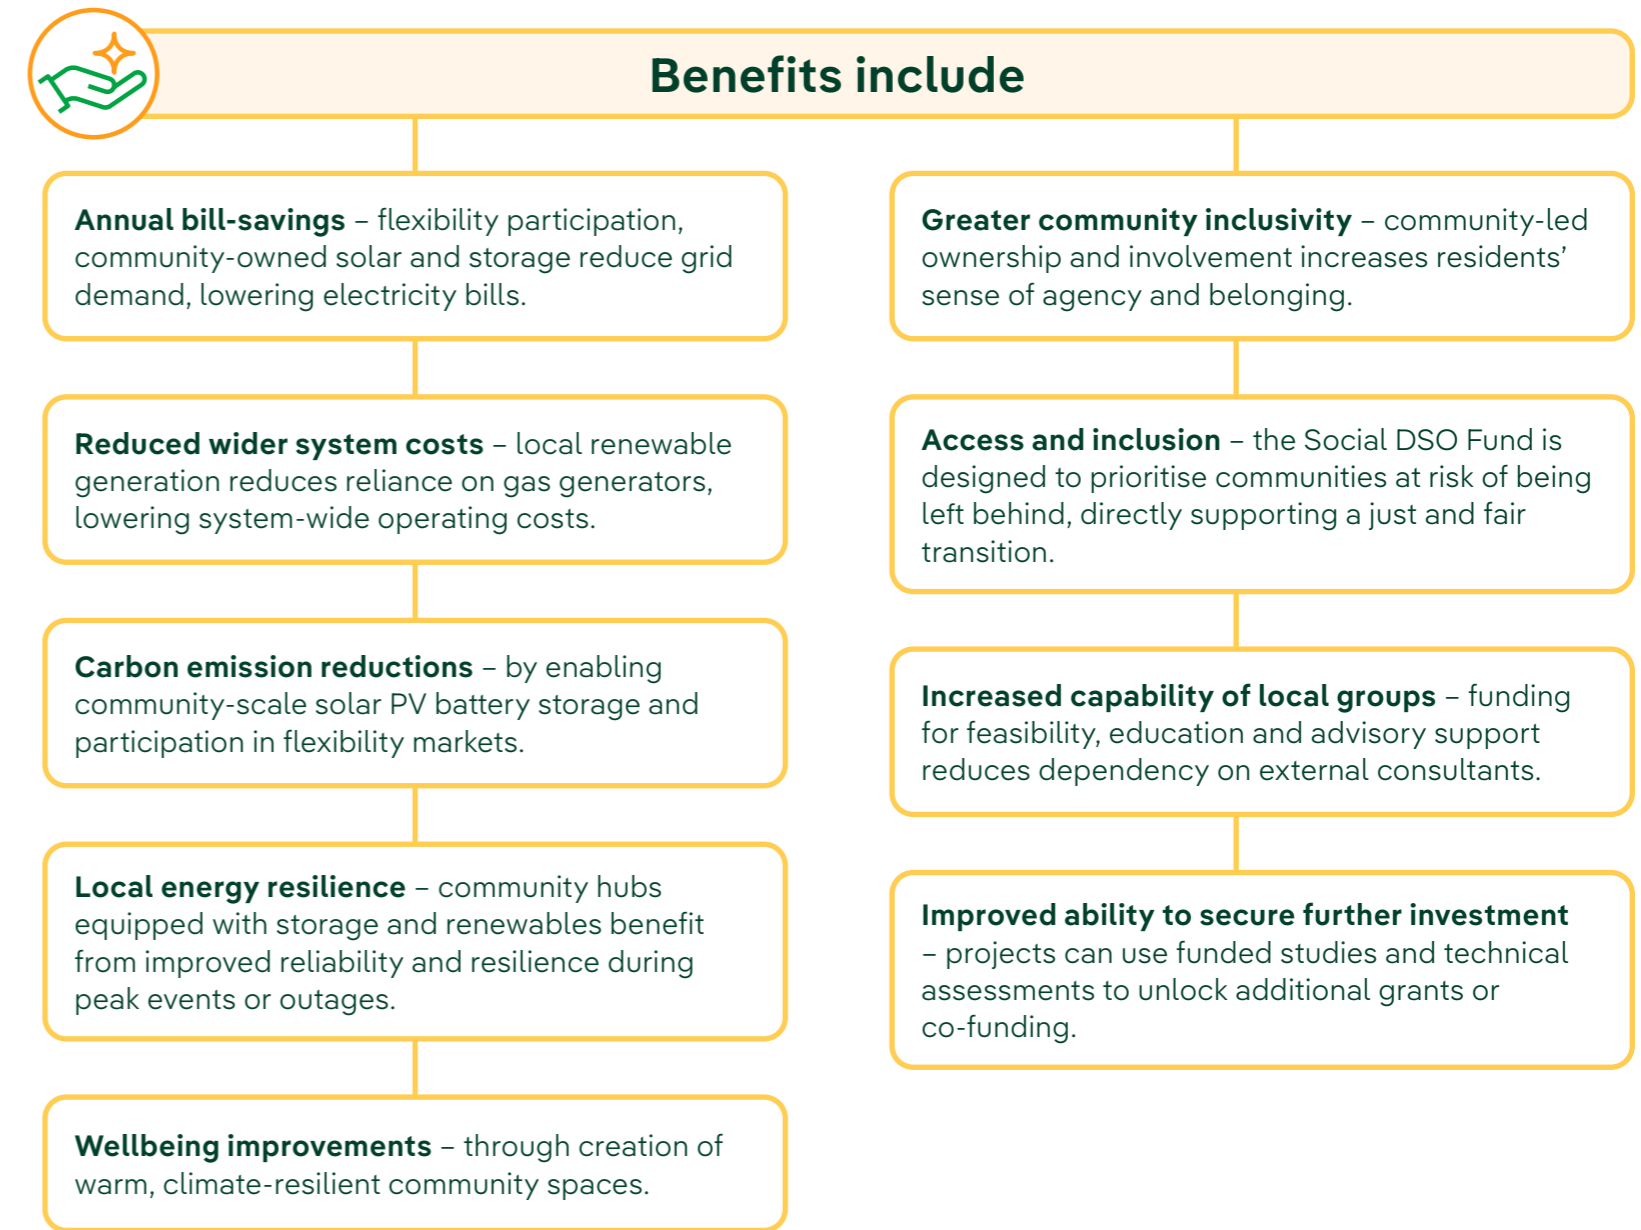 Benefits include
Annual bill-savings – flexibility participation,
community-owned solar and storage reduce grid
demand, lowering electricity bills.
Reduced wider system costs – local renewable
generation reduces reliance on gas generators,
lowering system-wide operating costs.
Carbon emission reductions – by enabling
community-scale solar PV battery storage and
participation in flexibility markets.
Local energy resilience – community hubs
equipped with storage and renewables benefit
from improved reliability and resilience during
peak events or outages.
Wellbeing improvements – through creation of
warm, climate-resilient community spaces.
Greater community inclusivity – community-led
ownership and involvement increases residents’
sense of agency and belonging.
Access and inclusion – the Social DSO Fund is
designed to prioritise communities at risk of being
left behind, directly supporting a just and fair
transition.
Increased capability of local groups – funding
for feasibility, education and advisory support
reduces dependency on external consultants.
Improved ability to secure further investment
– projects can use funded studies and technical
assessments to unlock additional grants or
co-funding.